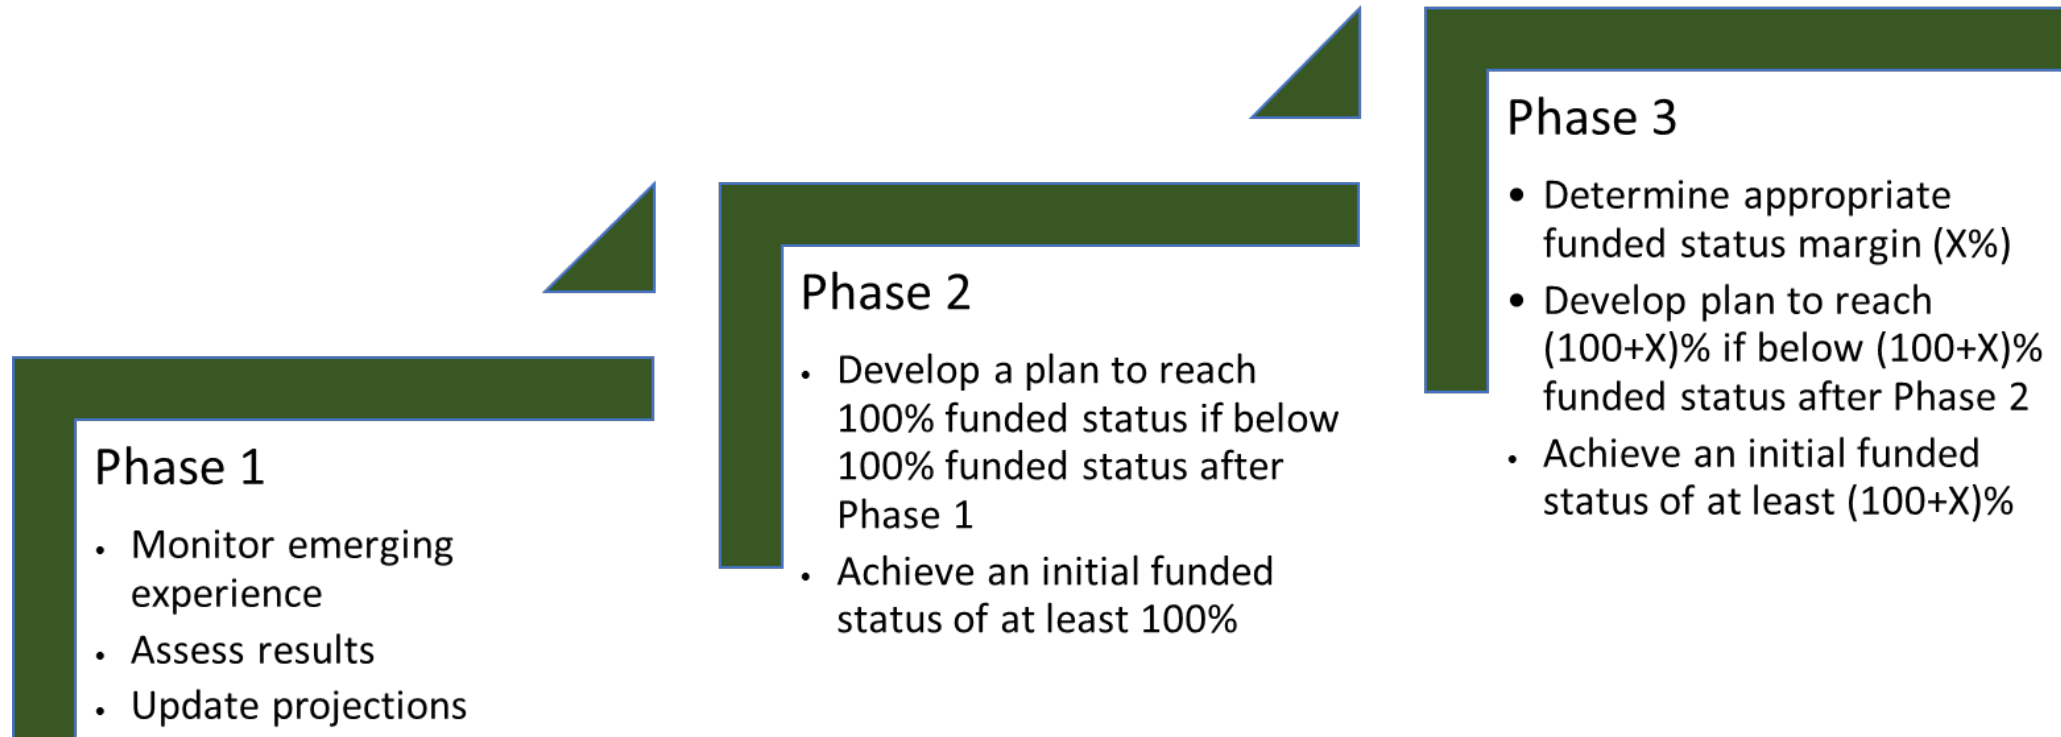 Phase 1
• Monitor emerging
experience
• Assess results
• Update projections
Phase 2
• Develop a plan to reach
100% funded status if below
100% funded status after
Phase 1
• Achieve an initial funded
status of at least 100%
Phase 3
• Determine appropriate
funded status margin (X%)
• Develop plan to reach
(100+X)% if below (100+X)%
funded status after Phase 2
• Achieve an initial funded
status of at least (100+X)%